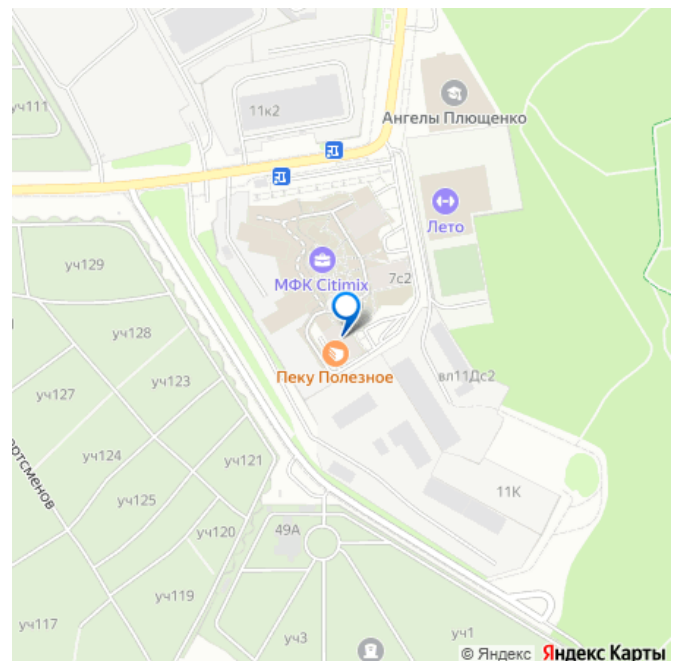 уч111
11к2
Ангелы Плющенко
Лето
уч129
МФК Citimix
7с2
уч128
Пеку Полезное
вл11Дс2
уч127
уч123
ртсменов
уч124
уч121
уч125
11К
уч120
49А
уч119
уч117
уч3
уч1
© Яндекс Яндекс Карты